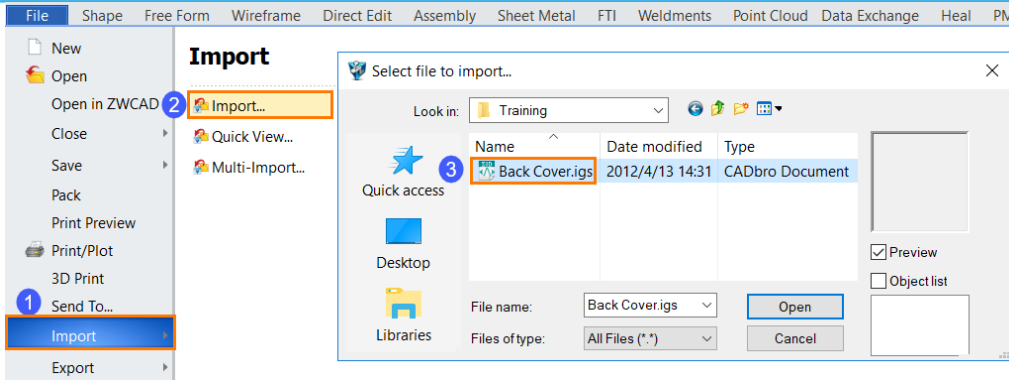 File Shape Free Form Wireframe Direct Edit Assembly Sheet Metal FTI Weldments Point Cloud Data Exchange Heal PM
New
Open
Open in ZWCAD
Close
Save
Pack
Print Preview
Print/Plot
3D Print
1
Send To...
Import
Export
Import
2
Import...
Quick View...
Multi-Import...
Select file to import...
Look in: Training
Quick access
Desktop
Libraries
Name Date modified Type
3
Back Cover.igs 2012/4/13 14:31 CADbro Document
File name: Back Cover.igs Open
Files of type: All Files (*.*) Cancel
Preview
Object list